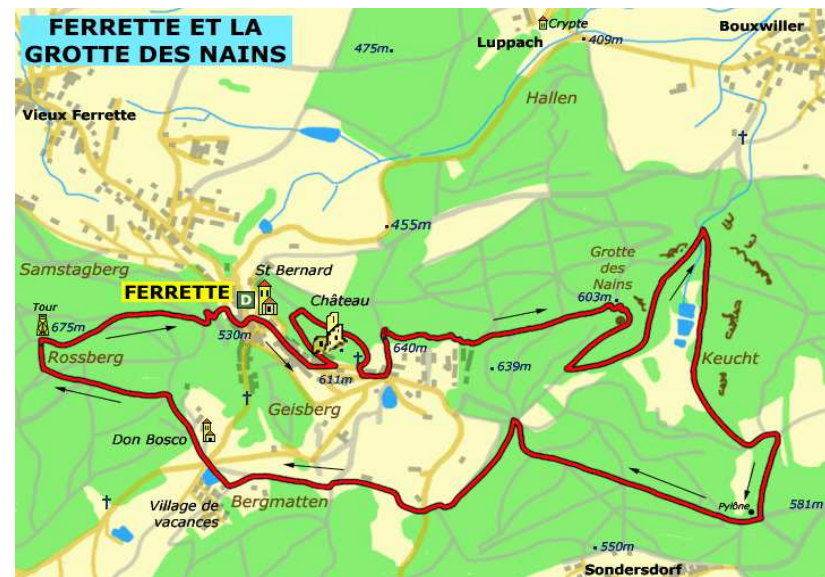 FERRETTE ET LA
GROTTE DES NAINS
475m
Luppach
Crypte
409m
Bouxwiller
Hallen
Vieux Ferrette
455m
Samstagberg
St Bernard
FERRETTE
D
Château
Grotte
des
Nains
603m
Tour
675m
530m
640m
Rossberg
611m
639m
Keucht
Geisberg
Don Bosco
Village de
vacances
Bergmatten
Pylône
581m
550m
Sondersdorf